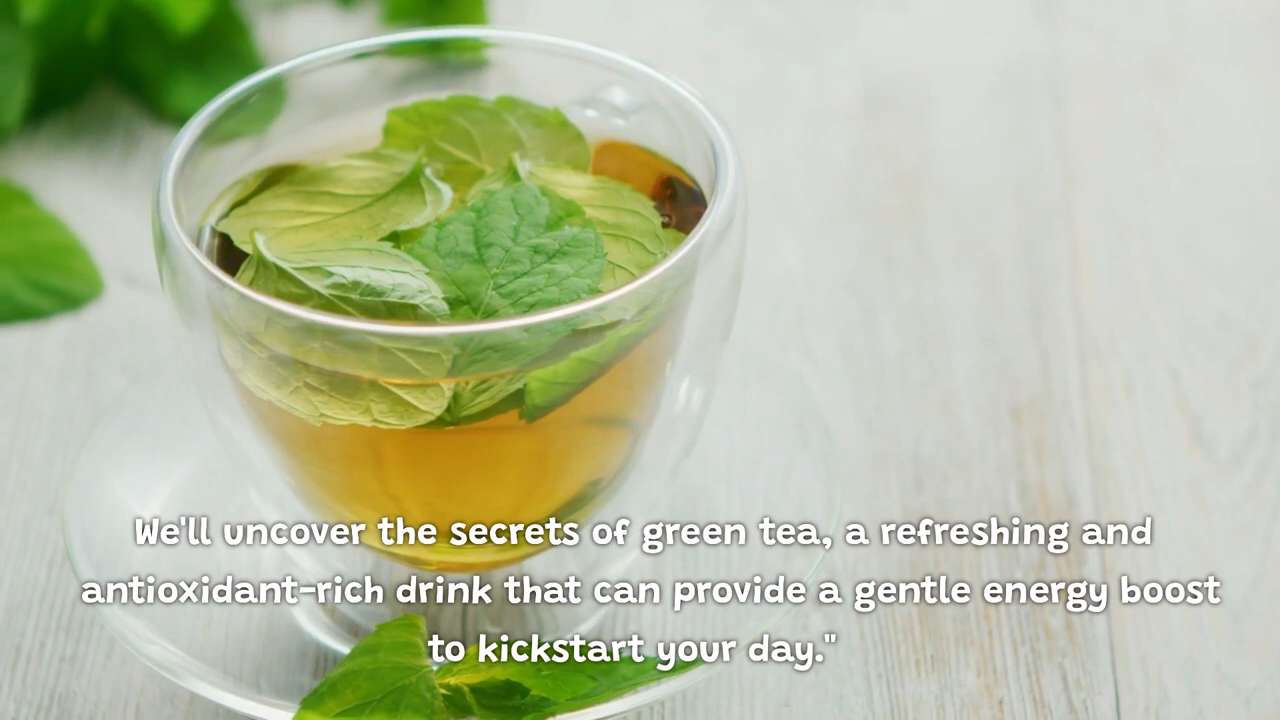 We'll uncover the secrets of green tea, a refreshing and
antioxidant-rich drink that can provide a gentle energy boost
to kickstart your day."